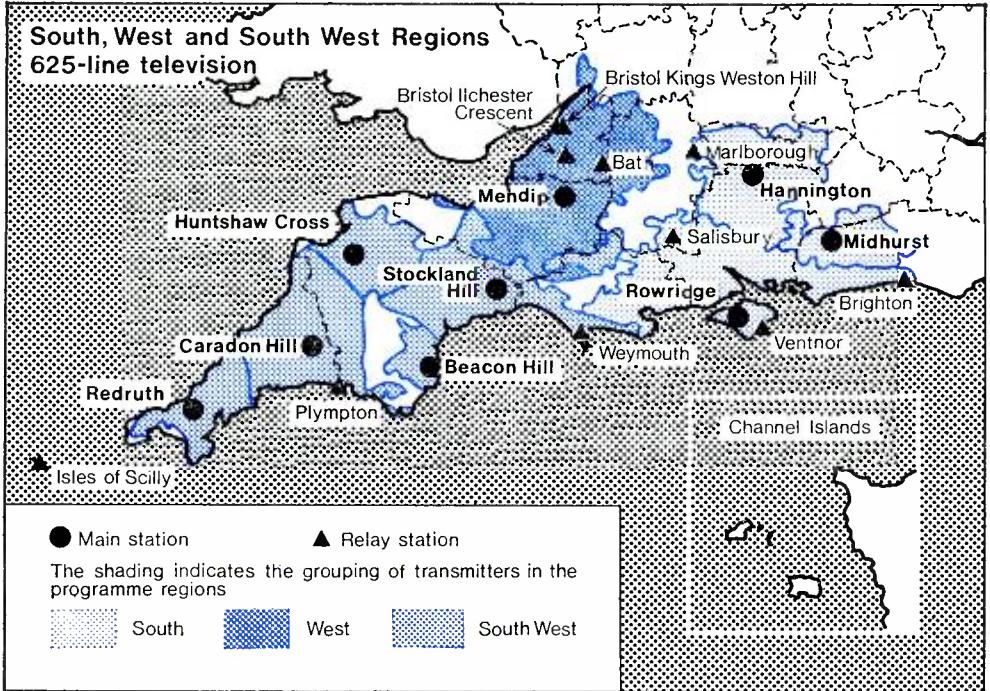 South, West and South West Regions
625-line television
Bristol Kings Weston Hill
Bristol Ilchester
Crescent
Marlborough
Bat
Hannington
Mendip
Huntshaw Cross
Salisbury
Midhurst
Stockland
Hill
Rowridge
Brighton
Caradon Hill
Weymouth
Ventnor
Beacon Hill
Redruth
Plympton
Channel Islands
Isles of Scilly
Main station
Relay station
The shading indicates the grouping of transmitters in the
programme regions
South
West
South West